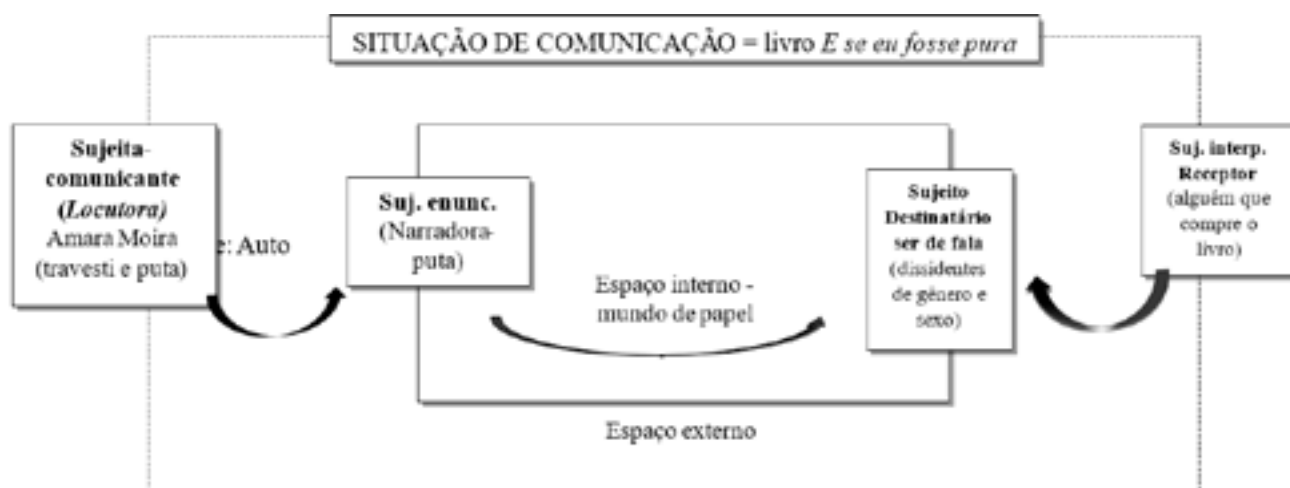 SITUAÇÃO DE COMUNICAÇÃO = livro E se eu fosse pura
Sujeita-
comunicante
(Locutora)
Amara Moira
(travesti e puta)
e: Auto
Suj. enunc.
(Narradora-
puta)
Espaço interno -
mundo de papel
Sujeito
Destinatário
ser de fala
(dissidentes
de gênero e
sexo)
Suj. interp.
Receptor
(alguém que
compre o
livro)
Espaço externo